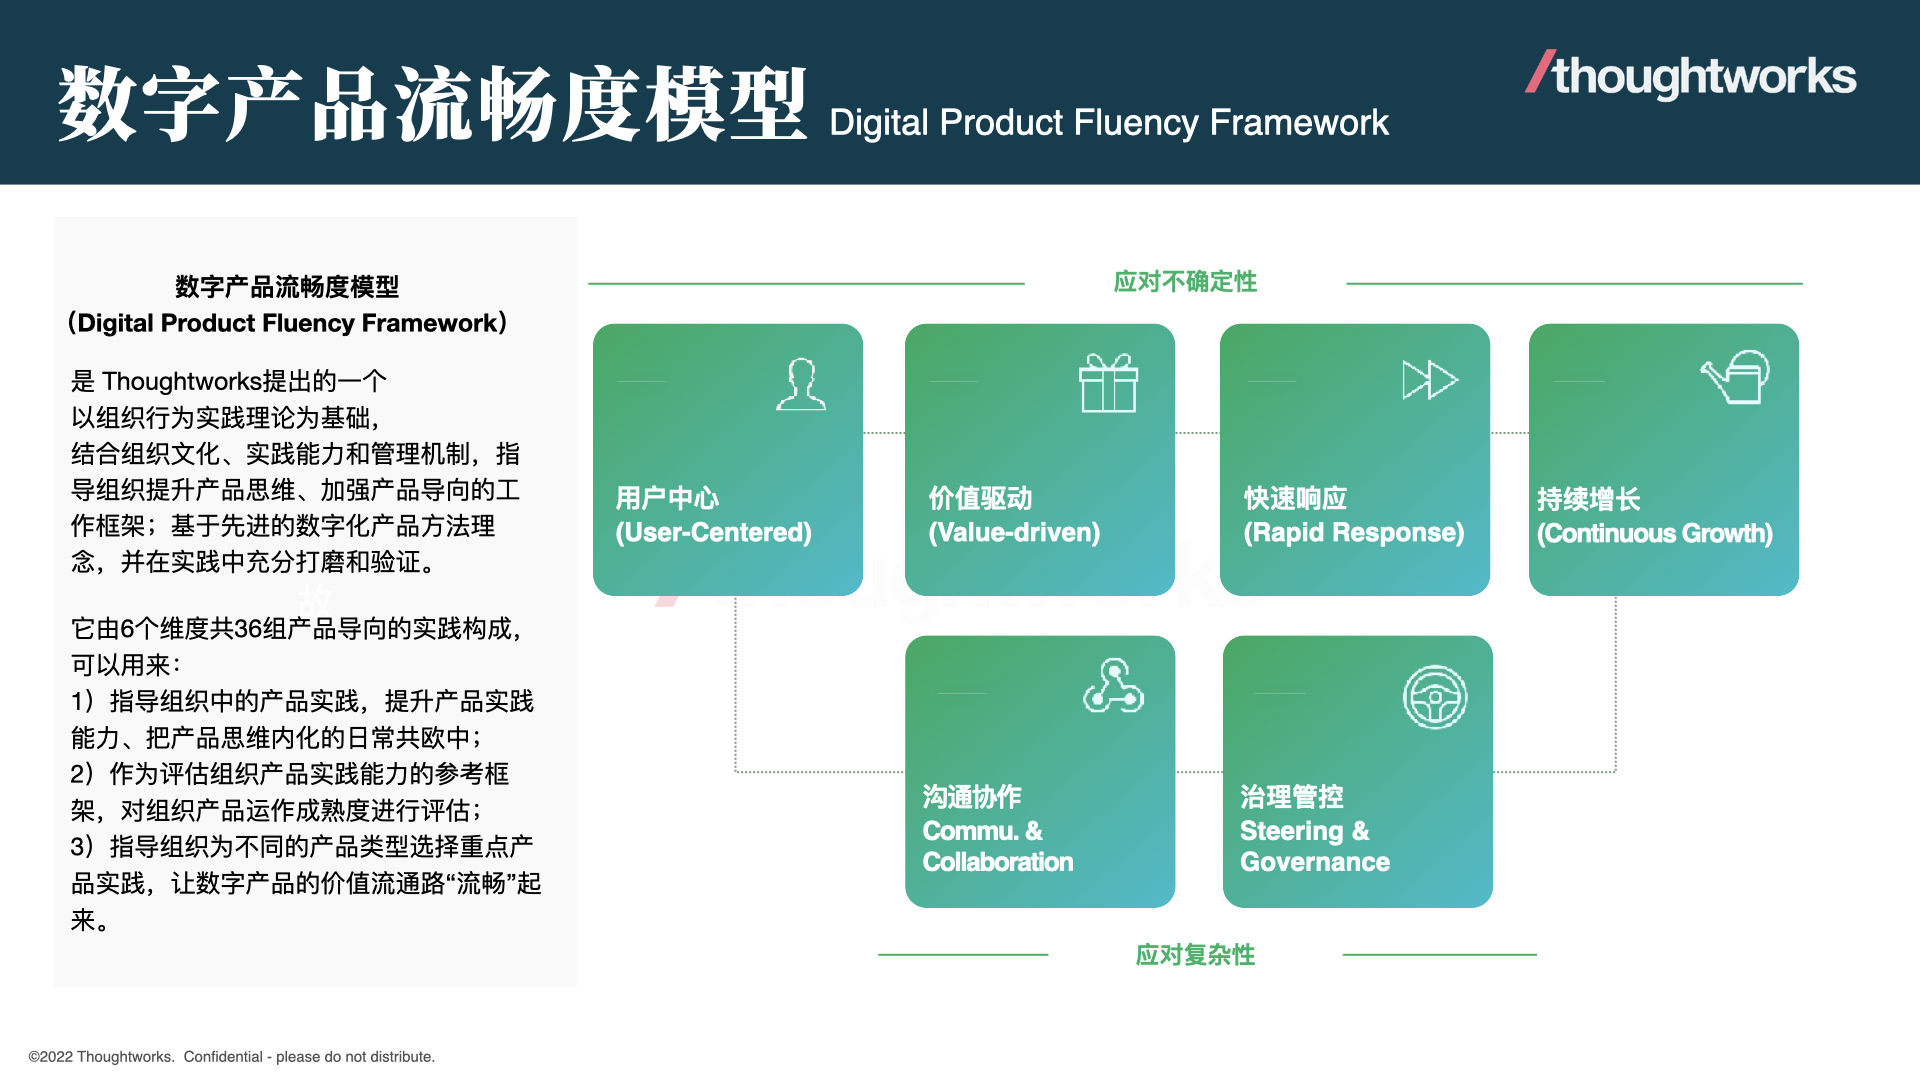 数字产品流畅度模型 Digital Product Fluency Framework
/thoughtworks
数字产品流畅度模型
（Digital Product Fluency Framework）
是 Thoughtworks提出的一个
以组织行为实践理论为基础，
结合组织文化、实践能力和管理机制，指
导组织提升产品思维、加强产品导向的工
作框架；基于先进的数字化产品方法理
念，并在实践中充分打磨和验证。
故
它由6个维度共36组产品导向的实践构成，
可以用来：
1）指导组织中的产品实践，提升产品实践
能力、把产品思维内化的日常共欧中；
2）作为评估组织产品实践能力的参考框
架，对组织产品运作成熟度进行评估；
3）指导组织为不同的产品类型选择重点产
品实践，让数字产品的价值流通路“流畅”起
来。
应对不确定性
用户中心
(User-Centered)
价值驱动
(Value-driven)
快速响应
(Rapid Response)
持续增长
(Continuous Growth)
沟通协作
Commu. &
Collaboration
治理管控
Steering &
Governance
应对复杂性
©2022 Thoughtworks.  Confidential - please do not distribute.